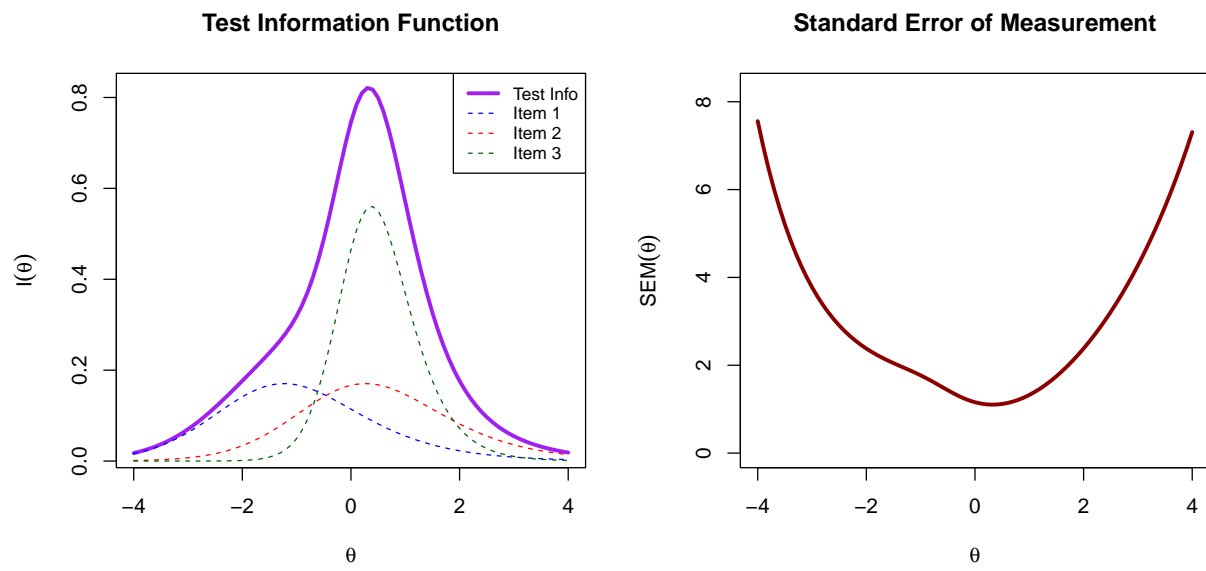 Test Information Function
I(θ)
0.8
0.6
0.4
0.2
0.0
−4 −2 0 2 4
θ
Test Info
Item 1
Item 2
Item 3
Standard Error of Measurement
SEM(θ)
8
6
4
2
0
−4 −2 0 2 4
θ